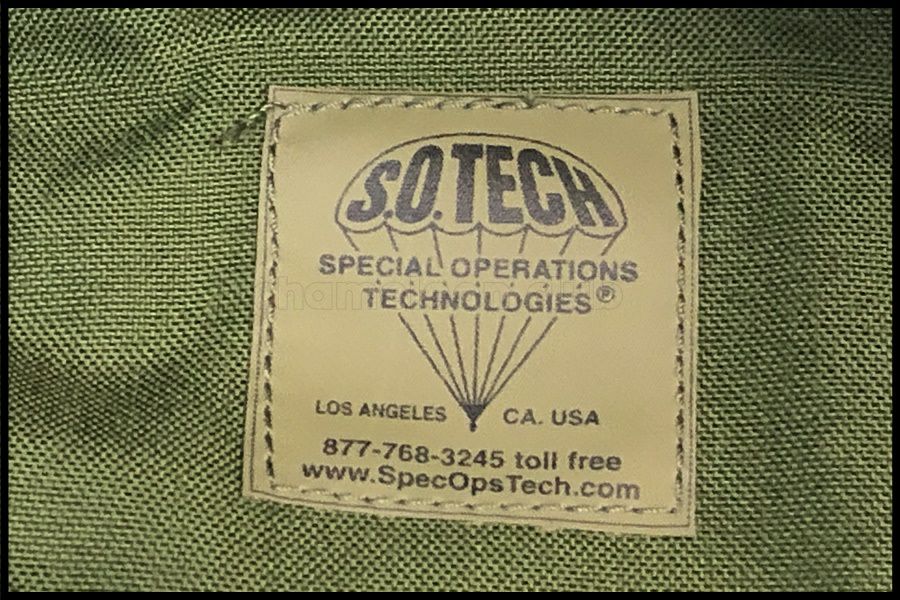 S.O.TECH
SPECIAL OPERATIONS
TECHNOLOGIES®
LOS ANGELES CA. USA
877-768-3245 toll free
www.SpecOpsTech.com